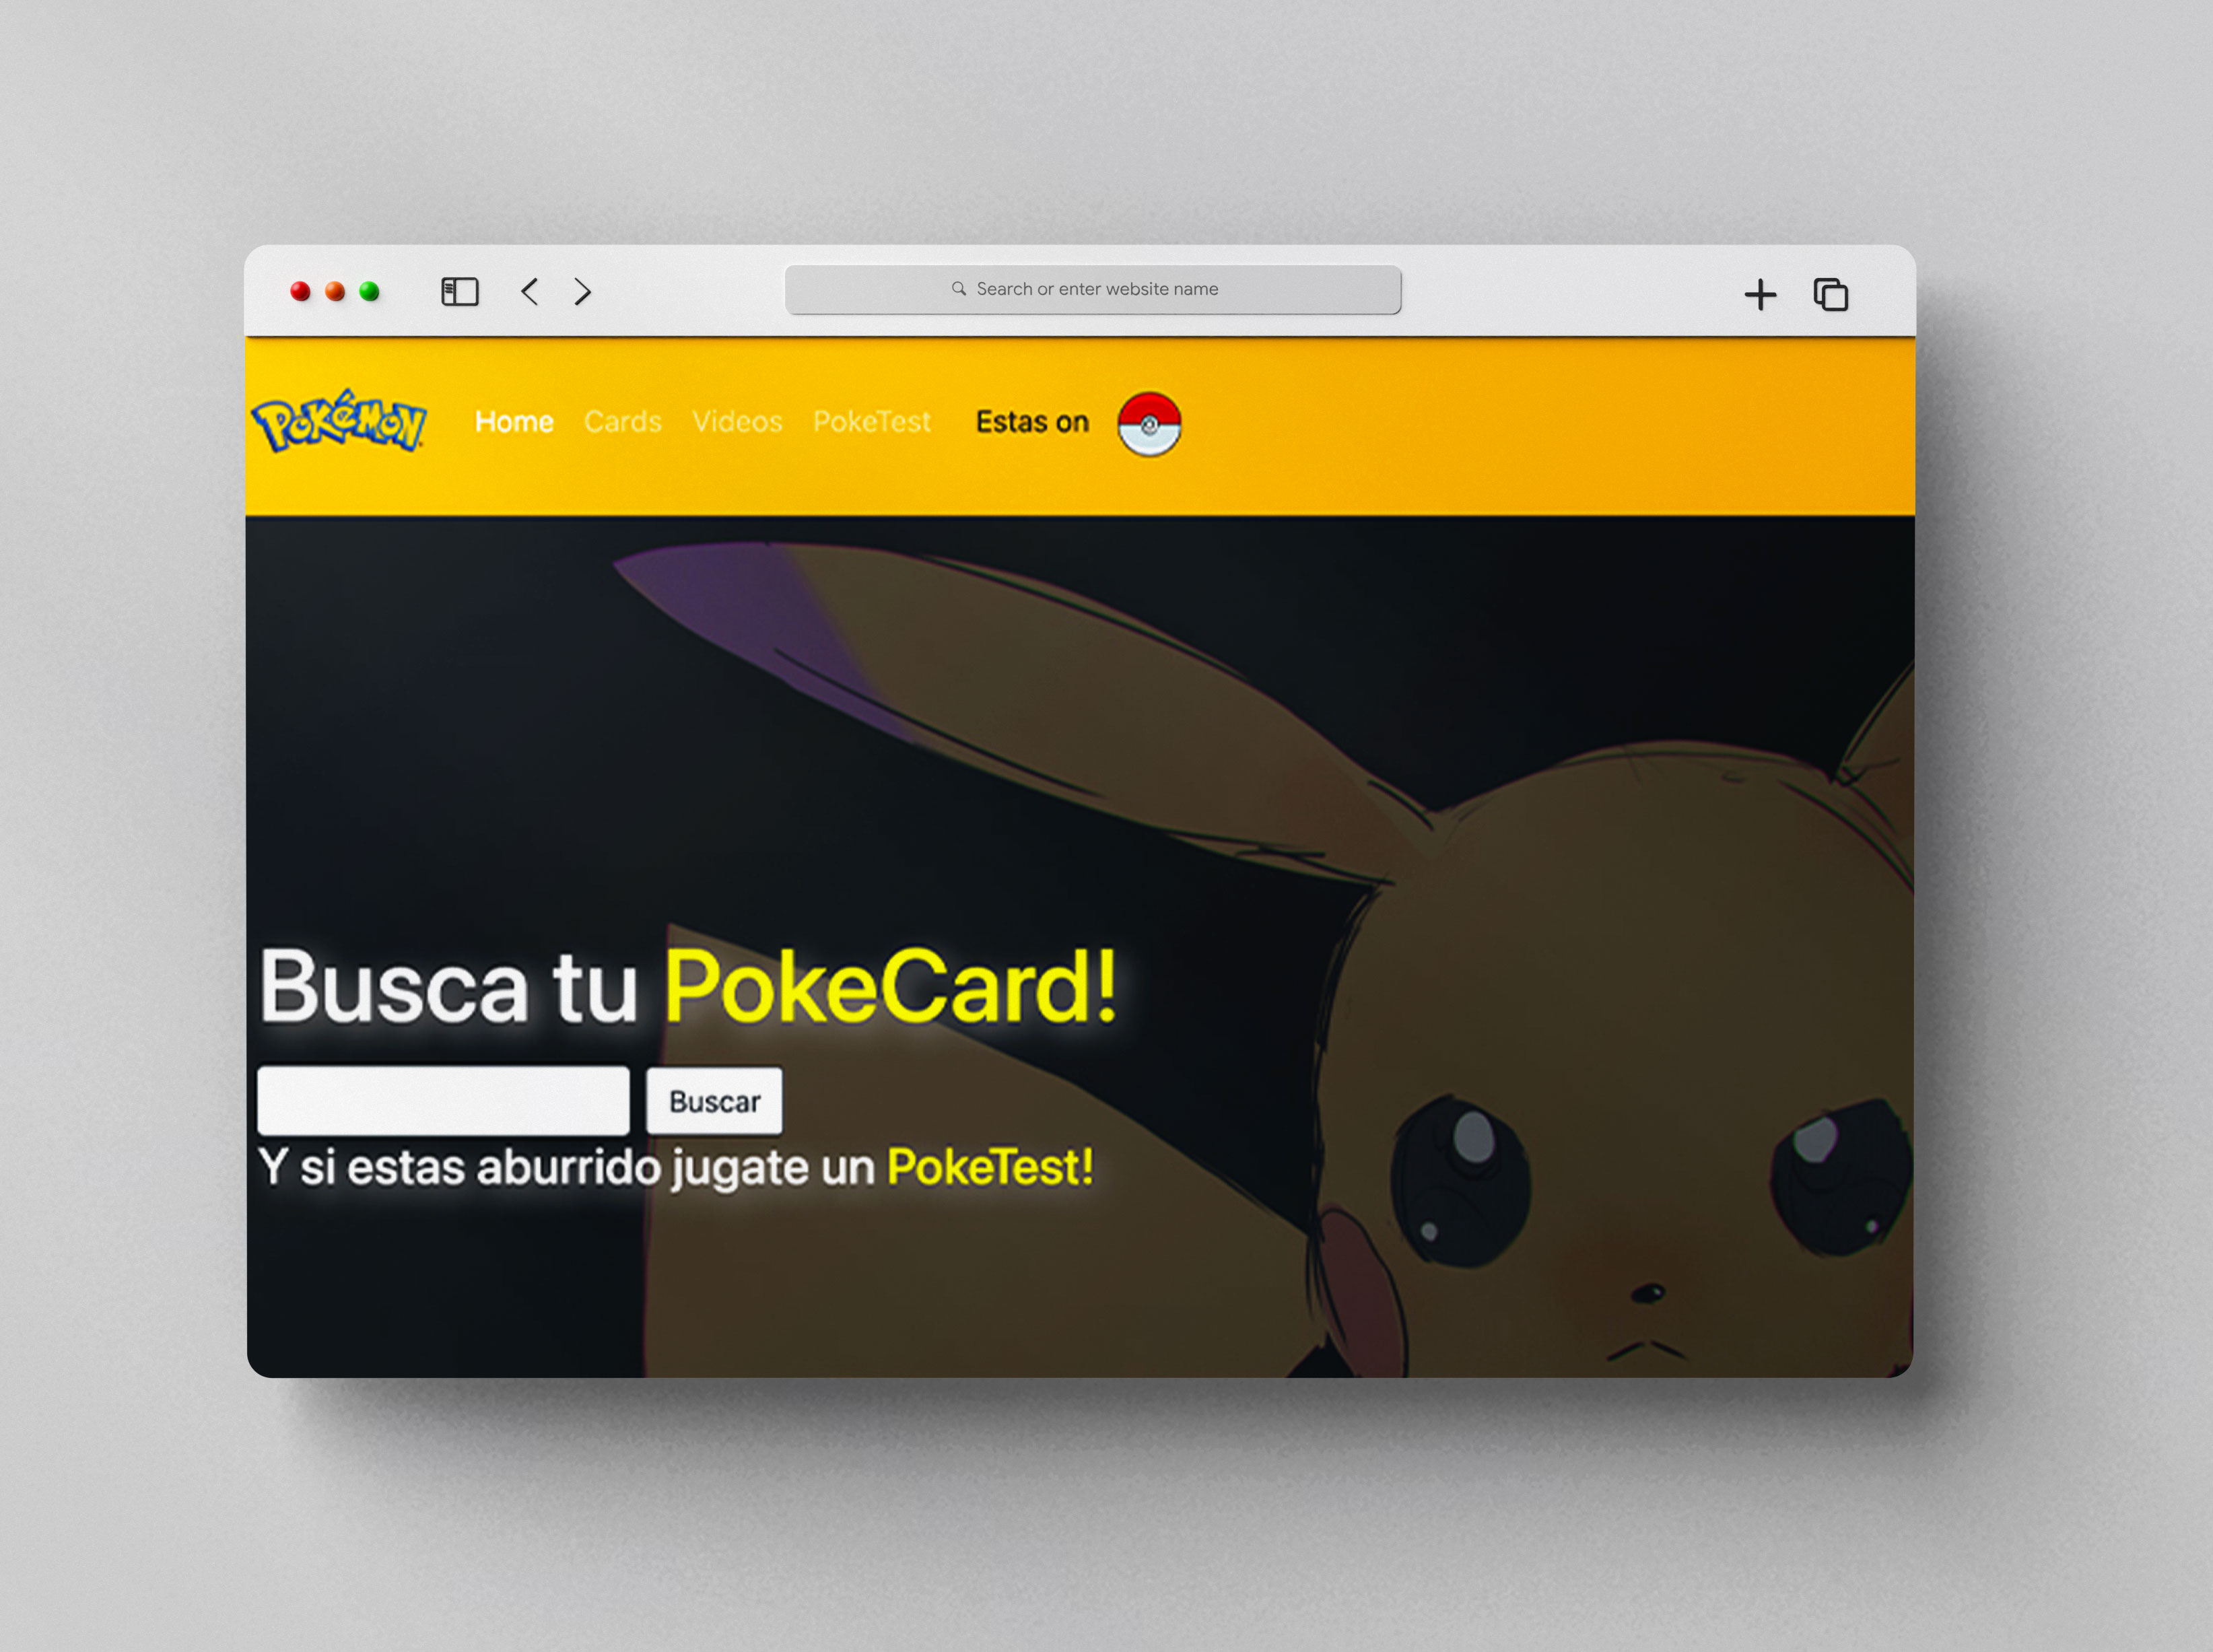 Search or enter website name
Pokémon Home Cards Videos PokeTest Estas on
Busca tu PokeCard!
Buscar
Y si estas aburrido jugate un PokeTest!